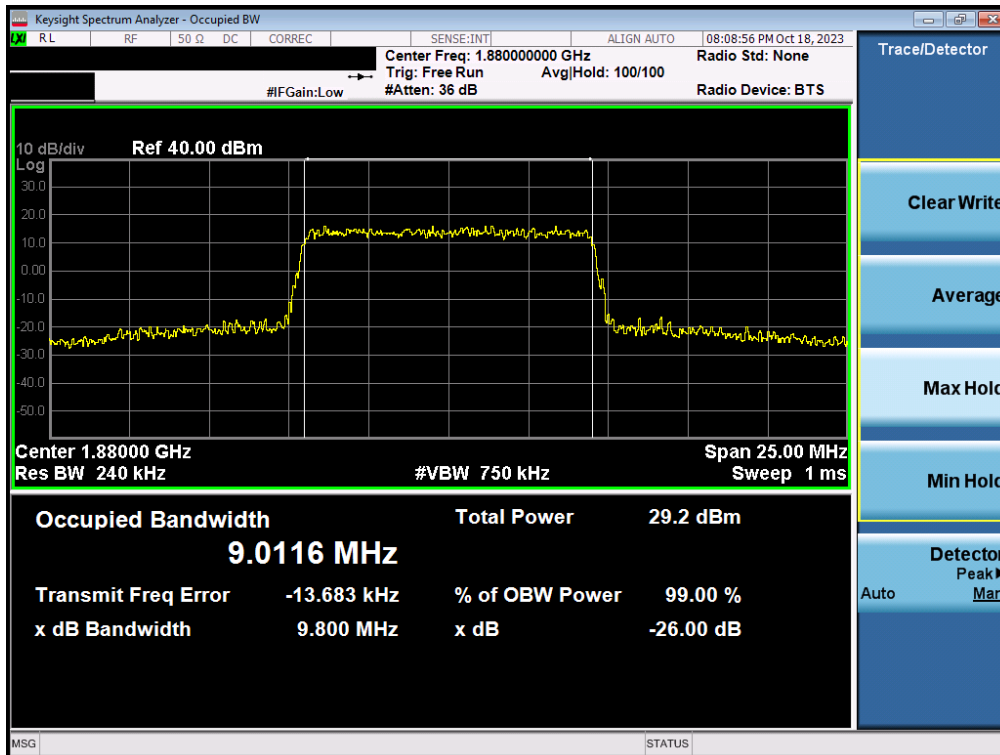 Keysight Spectrum Analyzer - Occupied BW
LXI RL RF 50 Ω DC CORREC SENSE:INT ALIGN AUTO 08:08:56 PM Oct 18, 2023
Center Freq: 1.880000000 GHz Radio Std: None
Trig: Free Run Avg|Hold: 100/100
#IFGain:Low #Atten: 36 dB Radio Device: BTS
10 dB/div Ref 40.00 dBm
Log
30.0
20.0
10.0
0.00
-10.0
-20.0
-30.0
-40.0
-50.0
Center 1.88000 GHz Span 25.00 MHz
Res BW 240 kHz #VBW 750 kHz Sweep 1 ms
Occupied Bandwidth Total Power 29.2 dBm
9.0116 MHz
Transmit Freq Error -13.683 kHz % of OBW Power 99.00 %
x dB Bandwidth 9.800 MHz x dB -26.00 dB
MSG STATUS
Trace/Detector
Clear Write
Average
Max Hold
Min Hold
Detector
Peak
Auto Man